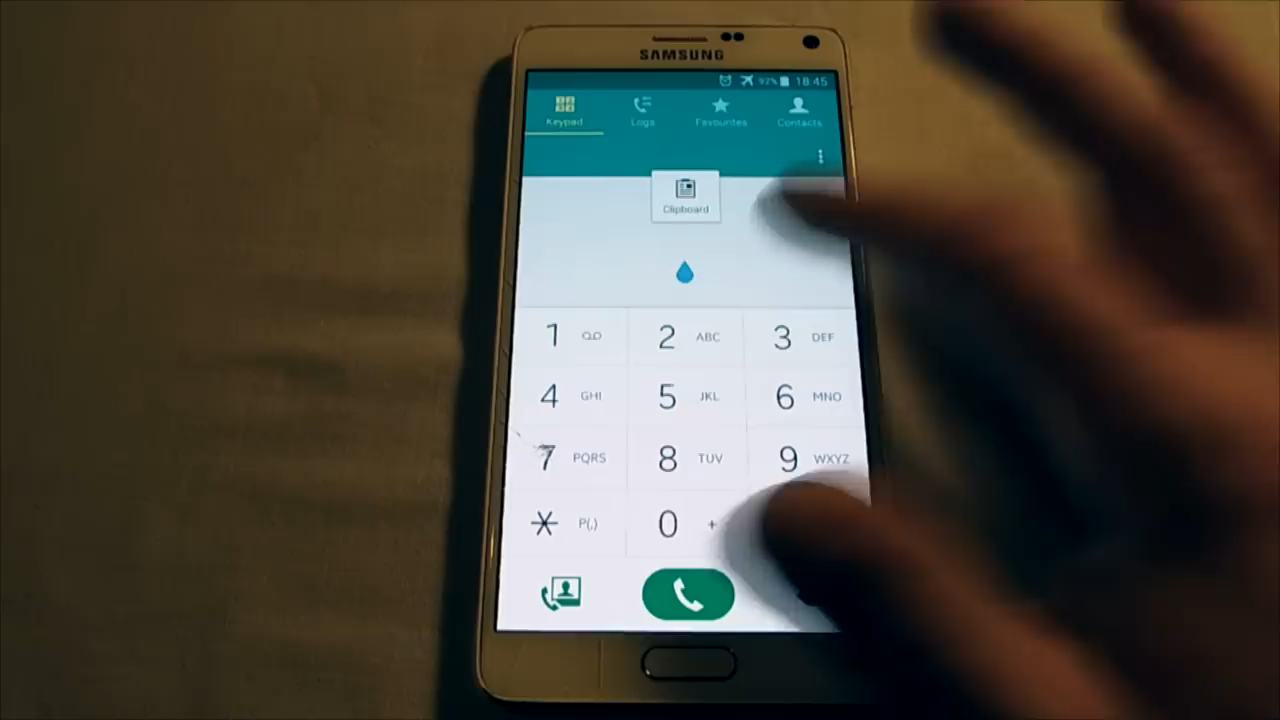 SAMSUNG
92% 18:45
Keypad Logs Favourites Contacts
Clipboard
1 2 ABC 3 DEF
4 GHI 5 JKL 6 MNO
7 PQRS 8 TUV 9 WXYZ
* P(,) 0 +